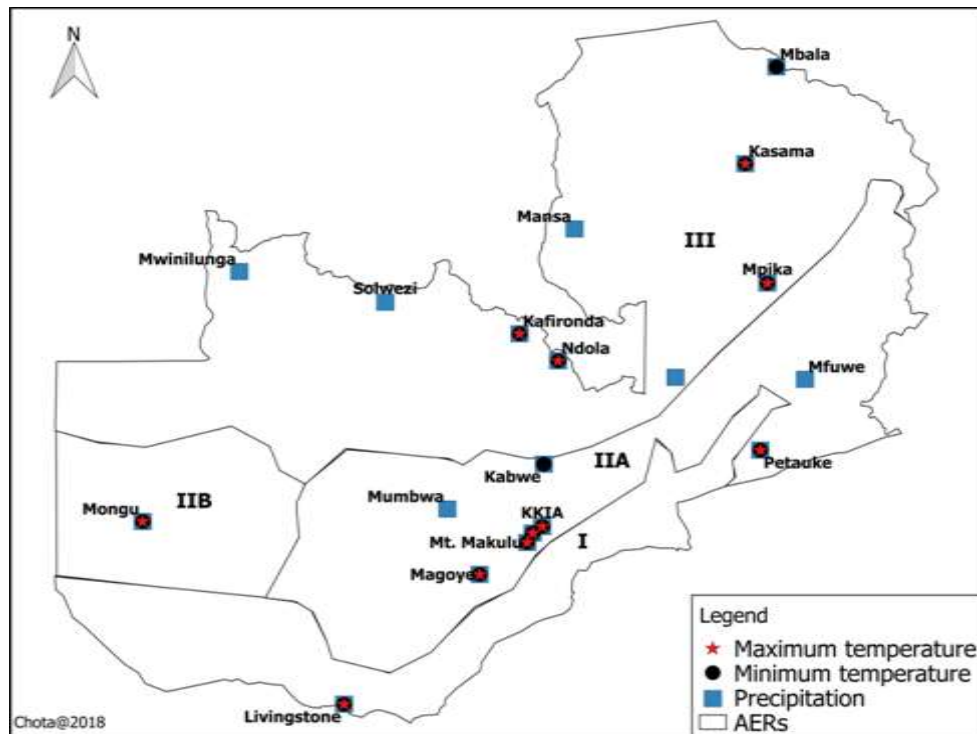 N
Mbala
Kasama
Mansa
III
Mwinilunga
Mpika
Solwezi
Kafironda
Ndola
Mfuwe
IIA
Kabwe
Petauke
IIB
Mumbwa
Mongu
KKIA
Mt. Makulu
I
Magoye
Livingstone
Legend
Maximum temperature
Minimum temperature
Precipitation
AERs
Chota@2018